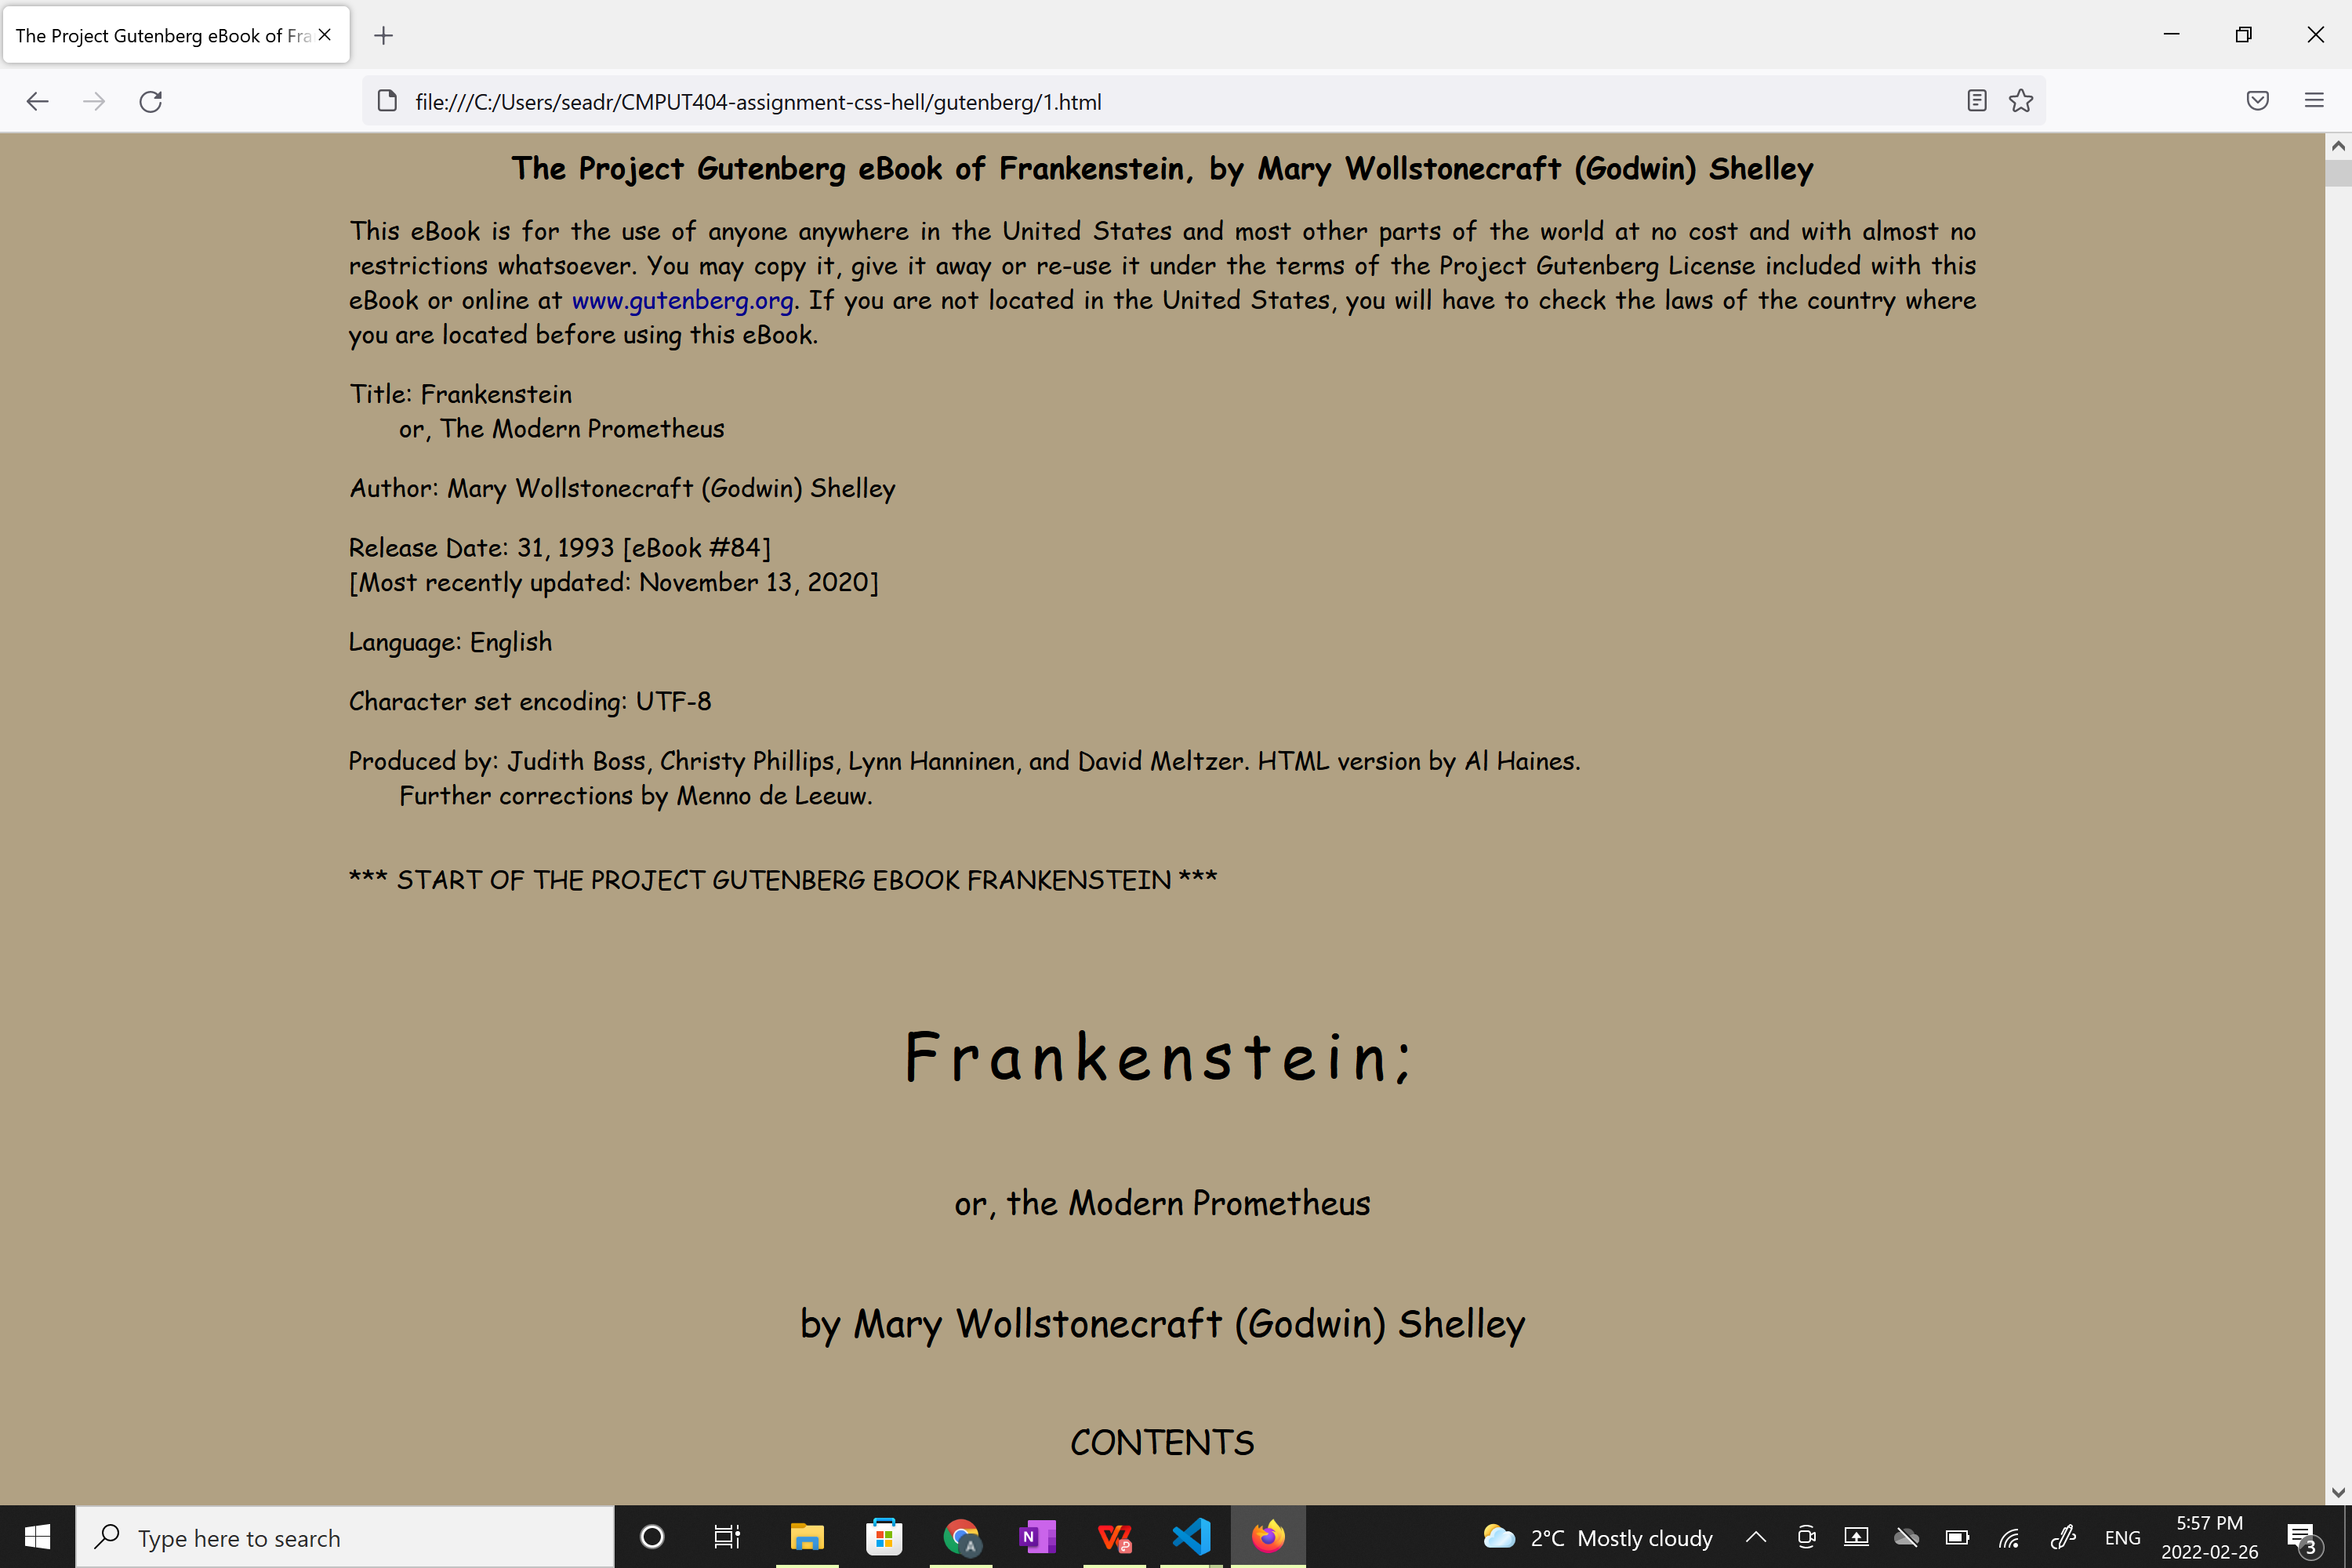 The Project Gutenberg eBook of Fra
file:///C:/Users/seadr/CMPUT404-assignment-css-hell/gutenberg/1.html
The Project Gutenberg eBook of Frankenstein, by Mary Wollstonecraft (Godwin) Shelley
This eBook is for the use of anyone anywhere in the United States and most other parts of the world at no cost and with almost no
restrictions whatsoever. You may copy it, give it away or re-use it under the terms of the Project Gutenberg License included with this
eBook or online at www.gutenberg.org. If you are not located in the United States, you will have to check the laws of the country where
you are located before using this eBook.
Title: Frankenstein
or, The Modern Prometheus
Author: Mary Wollstonecraft (Godwin) Shelley
Release Date: 31, 1993 [eBook #84]
[Most recently updated: November 13, 2020]
Language: English
Character set encoding: UTF-8
Produced by: Judith Boss, Christy Phillips, Lynn Hanninen, and David Meltzer. HTML version by Al Haines.
Further corrections by Menno de Leeuw.
*** START OF THE PROJECT GUTENBERG EBOOK FRANKENSTEIN ***
Frankenstein;
or, the Modern Prometheus
by Mary Wollstonecraft (Godwin) Shelley
CONTENTS
Type here to search
A
N
2°C Mostly cloudy
ENG
5:57 PM
2022-02-26
3